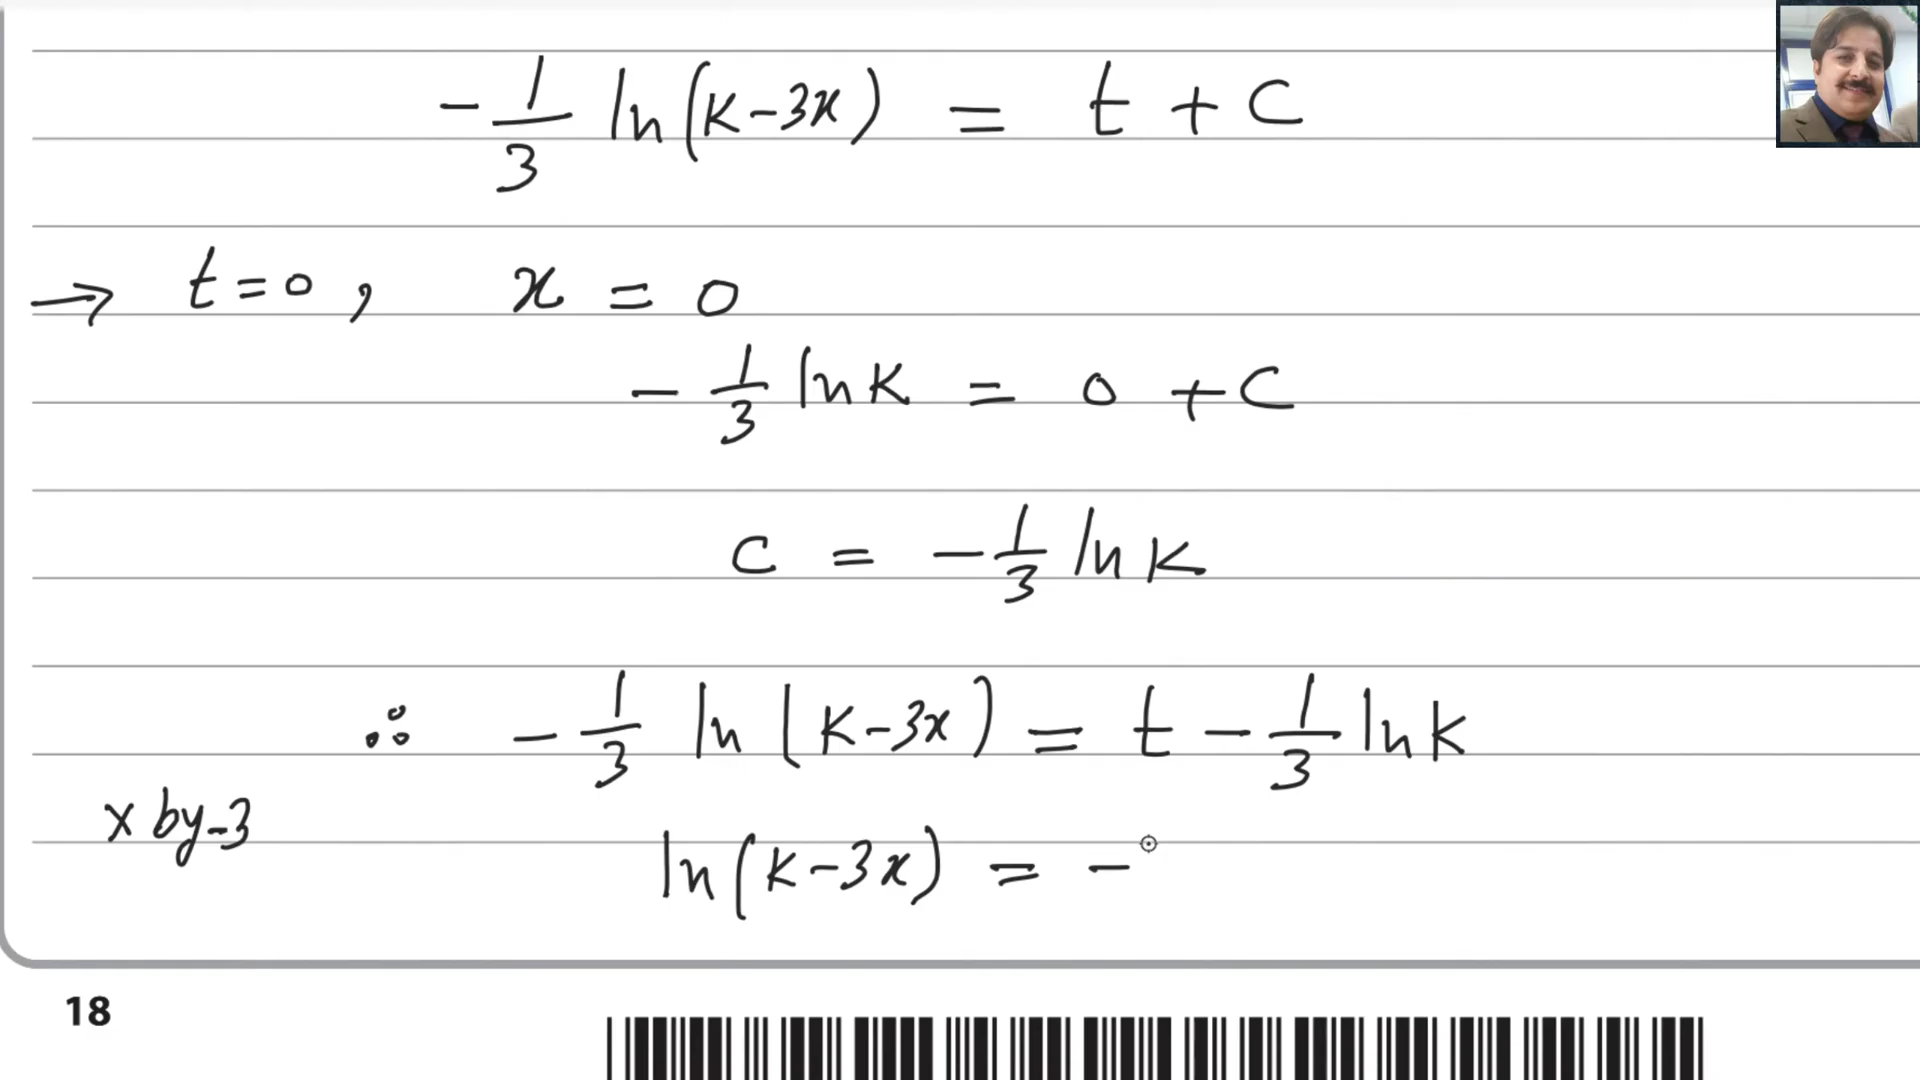 -1/3 ln(k-3x) = t + C
→ t=0, x = 0
-1/3 ln k = 0 + C
C = -1/3 ln k
∴ -1/3 ln(k-3x) = t - 1/3 ln k
x by -3
ln(k-3x) = -
18